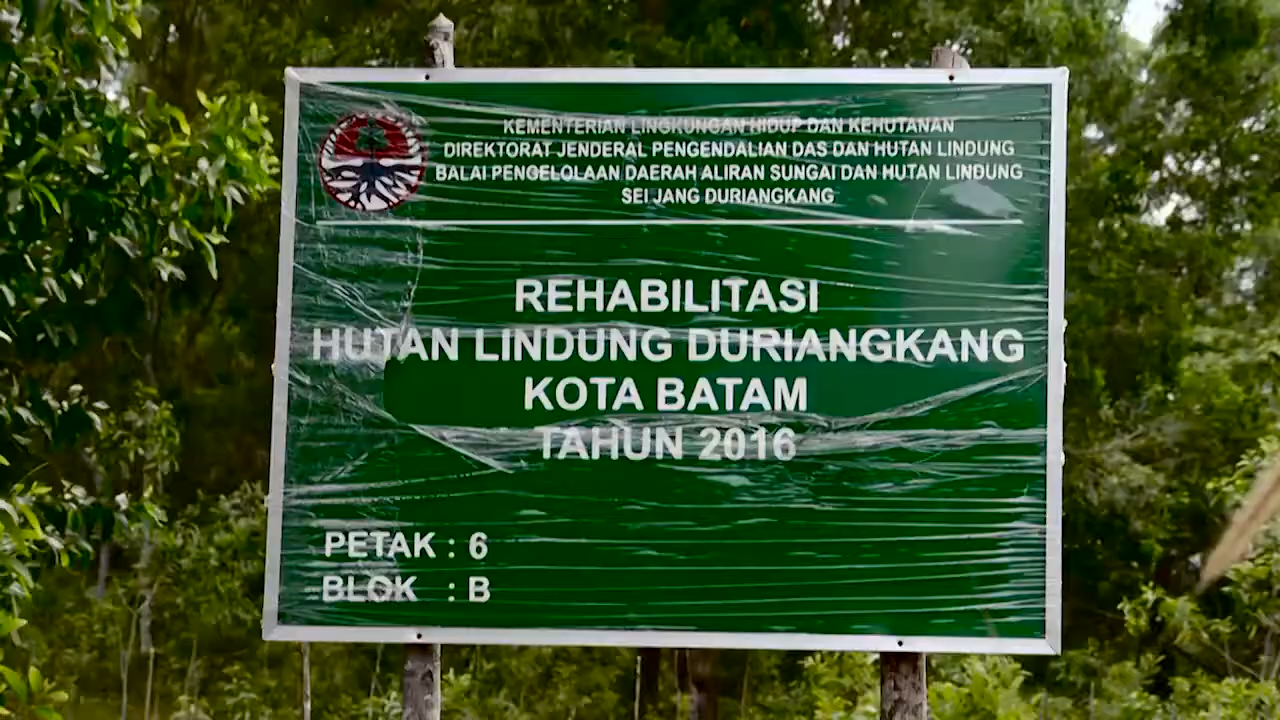 KEMENTERIAN LINGKUNGAN HIDUP DAN KEHUTANAN
DIREKTORAT JENDERAL PENGENDALIAN DAS DAN HUTAN LINDUNG
BALAI PENGELOLAAN DAERAH ALIRAN SUNGAI DAN HUTAN LINDUNG
SEI JANG DURIANGKANG
REHABILITASI
HUTAN LINDUNG DURIANGKANG
KOTA BATAM
TAHUN 2016
PETAK : 6
BLOK : B